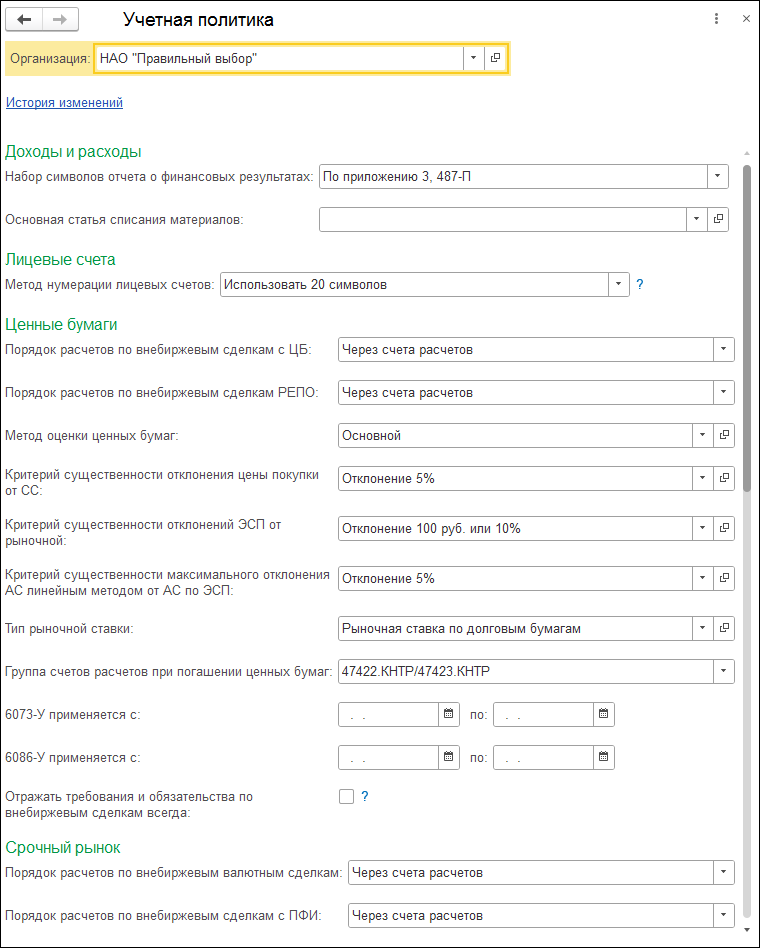 Учетная политика
Организация: НАО "Правильный выбор"
История изменений
Доходы и расходы
Набор символов отчета о финансовых результатах: По приложению 3, 487-П
Основная статья списания материалов:
Лицевые счета
Метод нумерации лицевых счетов: Использовать 20 символов ?
Ценные бумаги
Порядок расчетов по внебиржевым сделкам с ЦБ: Через счета расчетов
Порядок расчетов по внебиржевым сделкам РЕПО: Через счета расчетов
Метод оценки ценных бумаг: Основной
Критерий существенности отклонения цены покупки
от СС:
Отклонение 5%
Критерий существенности отклонений ЭСП от
рыночной:
Отклонение 100 руб. или 10%
Критерий существенности максимального отклонения
АС линейным методом от АС по ЭСП:
Отклонение 5%
Тип рыночной ставки: Рыночная ставка по долговым бумагам
Группа счетов расчетов при погашении ценных бумаг: 47422.КНТР/47423.КНТР
6073-У применяется с: . . по: . .
6086-У применяется с: . . по: . .
Отражать требования и обязательства по
внебиржевым сделкам всегда:
?
Срочный рынок
Порядок расчетов по внебиржевым валютным сделкам: Через счета расчетов
Порядок расчетов по внебиржевым сделкам с ПФИ: Через счета расчетов